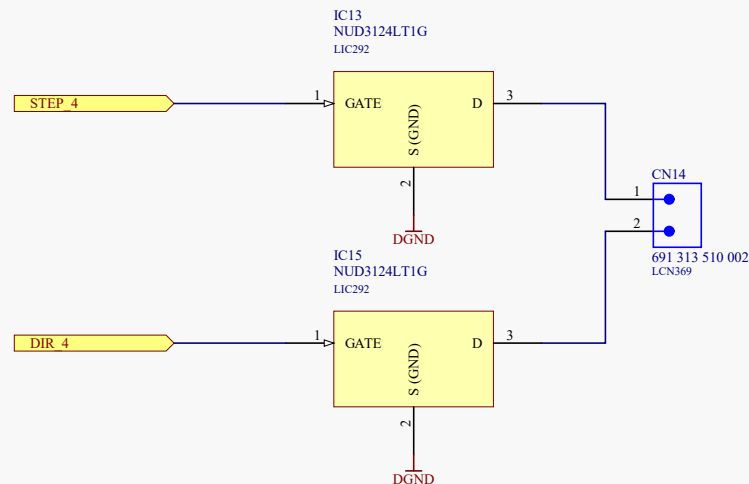 IC13
NUD3124LT1G
LIC292
STEP_4
1
GATE
D
3
S (GND)
2
DGND
CN14
1
2
691 313 510 002
LCN369
IC15
NUD3124LT1G
LIC292
DIR_4
1
GATE
D
3
S (GND)
2
DGND